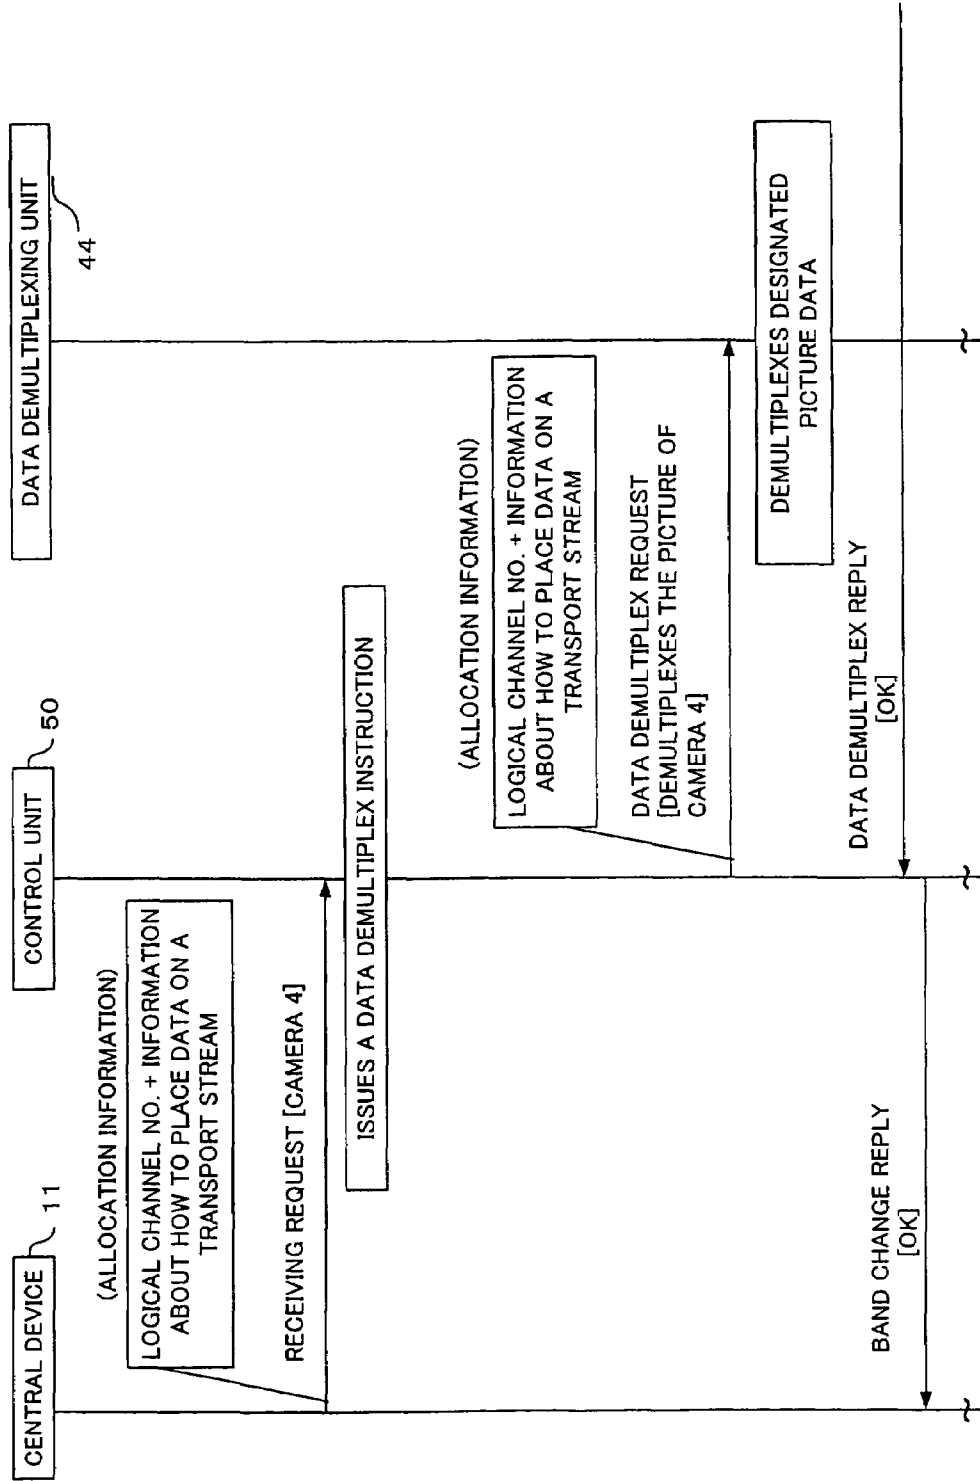 CENTRAL DEVICE
11
CONTROL UNIT
50
DATA DEMULTIPLEXING UNIT
44
(ALLOCATION INFORMATION)
LOGICAL CHANNEL NO. + INFORMATION
ABOUT HOW TO PLACE DATA ON A
TRANSPORT STREAM
RECEIVING REQUEST [CAMERA 4]
ISSUES A DATA DEMULTIPLEX INSTRUCTION
(ALLOCATION INFORMATION)
LOGICAL CHANNEL NO. + INFORMATION
ABOUT HOW TO PLACE DATA ON A
TRANSPORT STREAM
DATA DEMULTIPLEX REQUEST
[DEMULTIPLEXES THE PICTURE OF
CAMERA 4]
DEMULTIPLEXES DESIGNATED
PICTURE DATA
DATA DEMULTIPLEX REPLY
[OK]
BAND CHANGE REPLY
[OK]